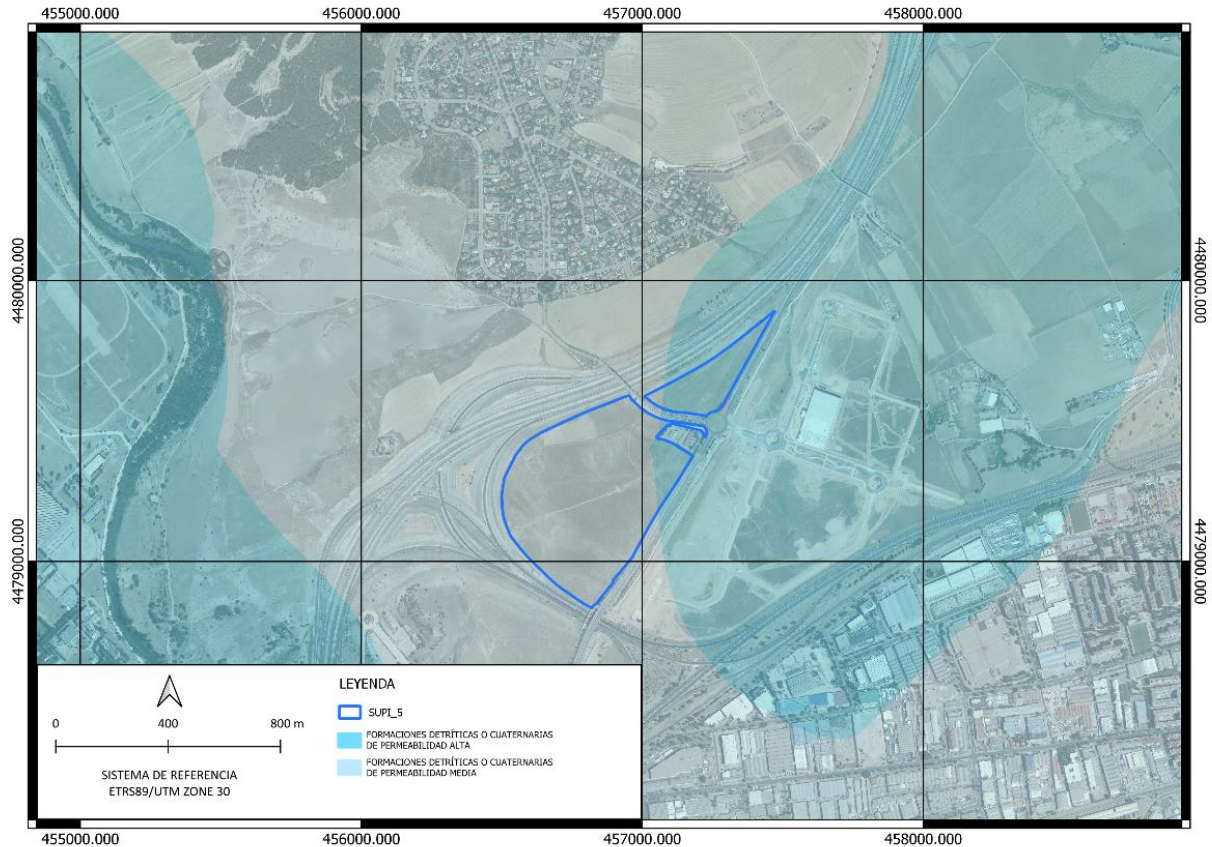 455000.000 456000.000 457000.000 458000.000
4480000.000 4480000.000
4479000.000 4479000.000
LEYENDA
SUPI_5
FORMACIONES DETRÍTICAS O CUATERNARIAS
DE PERMEABILIDAD ALTA
FORMACIONES DETRÍTICAS O CUATERNARIAS
DE PERMEABILIDAD MEDIA
0 400 800 m
SISTEMA DE REFERENCIA
ETRS89/UTM ZONE 30
455000.000 456000.000 457000.000 458000.000